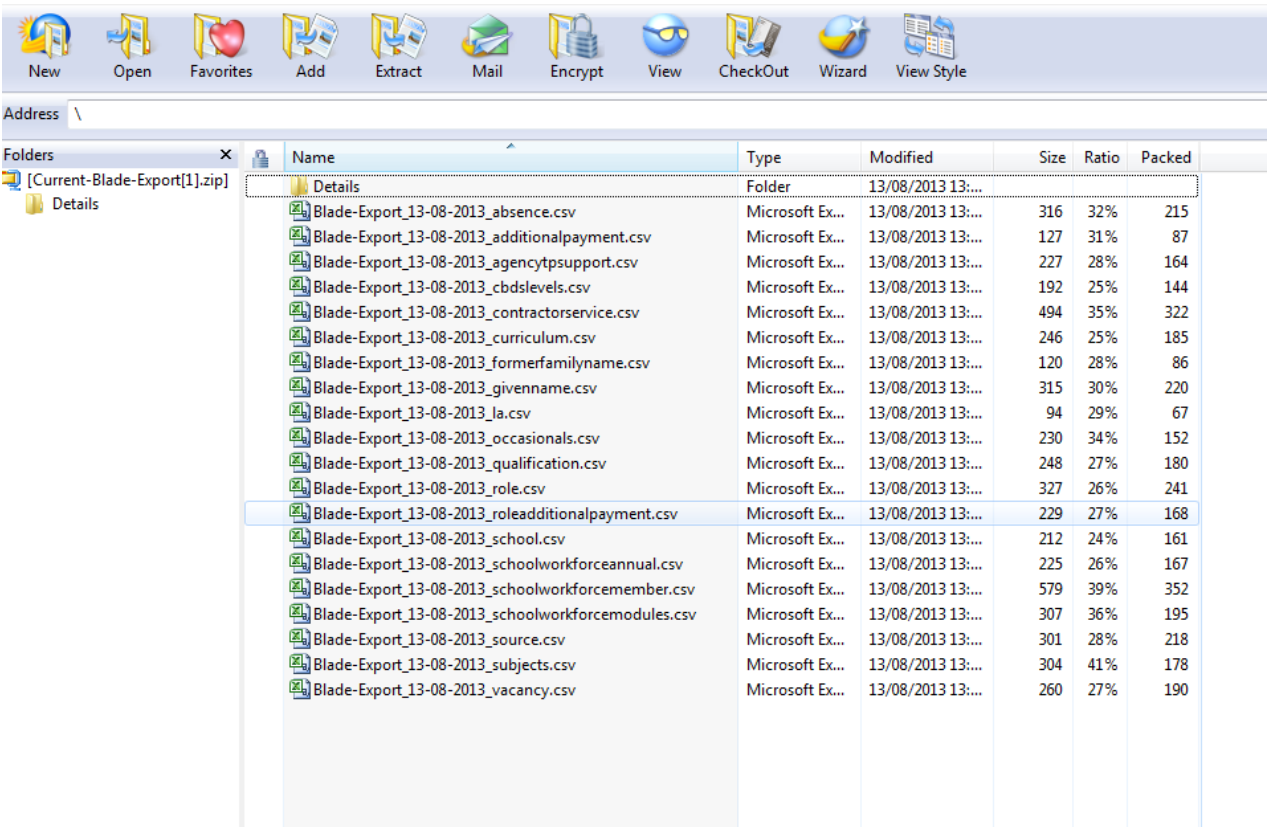 New Open Favorites Add Extract Mail Encrypt View CheckOut Wizard View Style
Address \
Folders x Name Type Modified Size Ratio Packed
[Current-Blade-Export[1].zip]
Details
Details Folder 13/08/2013 13:...
Blade-Export_13-08-2013_absence.csv Microsoft Ex... 13/08/2013 13:... 316 32% 215
Blade-Export_13-08-2013_additionalpayment.csv Microsoft Ex... 13/08/2013 13:... 127 31% 87
Blade-Export_13-08-2013_agencytpsupport.csv Microsoft Ex... 13/08/2013 13:... 227 28% 164
Blade-Export_13-08-2013_cbdslevels.csv Microsoft Ex... 13/08/2013 13:... 192 25% 144
Blade-Export_13-08-2013_contractorservice.csv Microsoft Ex... 13/08/2013 13:... 494 35% 322
Blade-Export_13-08-2013_curriculum.csv Microsoft Ex... 13/08/2013 13:... 246 25% 185
Blade-Export_13-08-2013_formerfamilyname.csv Microsoft Ex... 13/08/2013 13:... 120 28% 86
Blade-Export_13-08-2013_givenname.csv Microsoft Ex... 13/08/2013 13:... 315 30% 220
Blade-Export_13-08-2013_la.csv Microsoft Ex... 13/08/2013 13:... 94 29% 67
Blade-Export_13-08-2013_occasionals.csv Microsoft Ex... 13/08/2013 13:... 230 34% 152
Blade-Export_13-08-2013_qualification.csv Microsoft Ex... 13/08/2013 13:... 248 27% 180
Blade-Export_13-08-2013_role.csv Microsoft Ex... 13/08/2013 13:... 327 26% 241
Blade-Export_13-08-2013_roleadditionalpayment.csv Microsoft Ex... 13/08/2013 13:... 229 27% 168
Blade-Export_13-08-2013_school.csv Microsoft Ex... 13/08/2013 13:... 212 24% 161
Blade-Export_13-08-2013_schoolworkforceannual.csv Microsoft Ex... 13/08/2013 13:... 225 26% 167
Blade-Export_13-08-2013_schoolworkforcemember.csv Microsoft Ex... 13/08/2013 13:... 579 39% 352
Blade-Export_13-08-2013_schoolworkforcemodules.csv Microsoft Ex... 13/08/2013 13:... 307 36% 195
Blade-Export_13-08-2013_source.csv Microsoft Ex... 13/08/2013 13:... 301 28% 218
Blade-Export_13-08-2013_subjects.csv Microsoft Ex... 13/08/2013 13:... 304 41% 178
Blade-Export_13-08-2013_vacancy.csv Microsoft Ex... 13/08/2013 13:... 260 27% 190